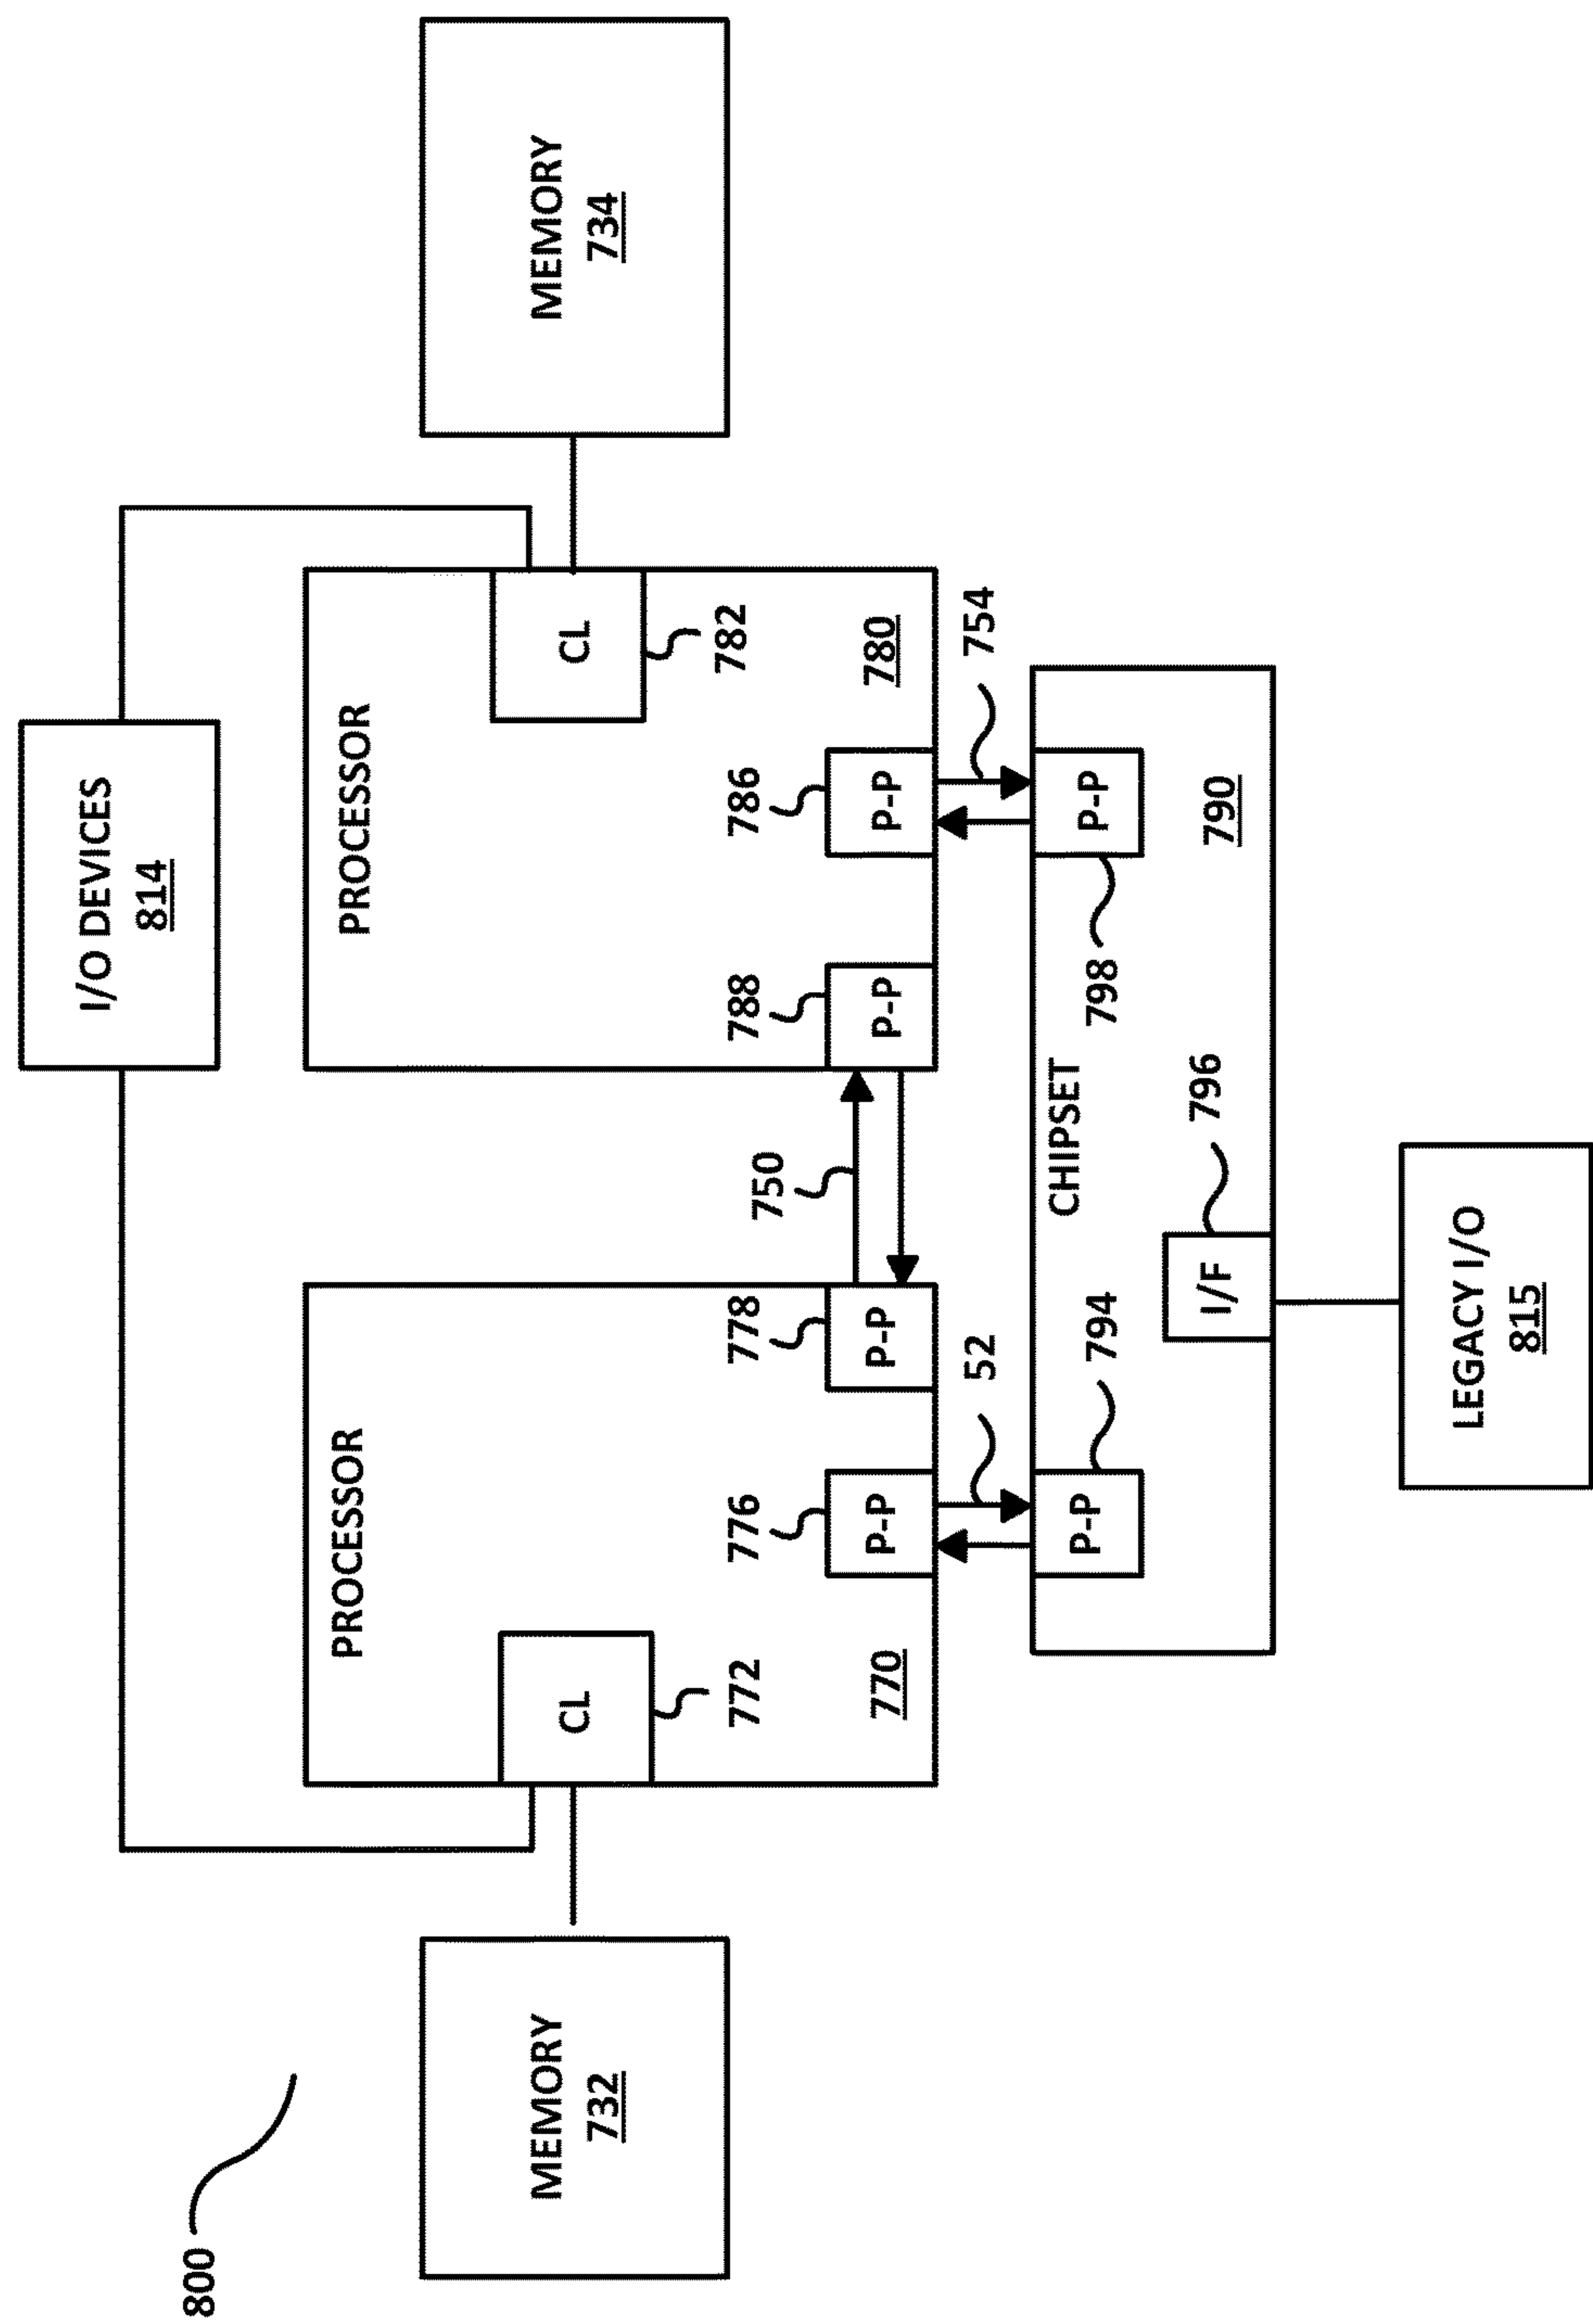 800
I/O DEVICES
814
MEMORY
732
PROCESSOR
CL
772
770
776
P-P
778
P-P
750
PROCESSOR
CL
782
780
788
P-P
786
P-P
MEMORY
734
52
754
CHIPSET
P-P
794
P-P
798
I/F
796
790
LEGACY I/O
815